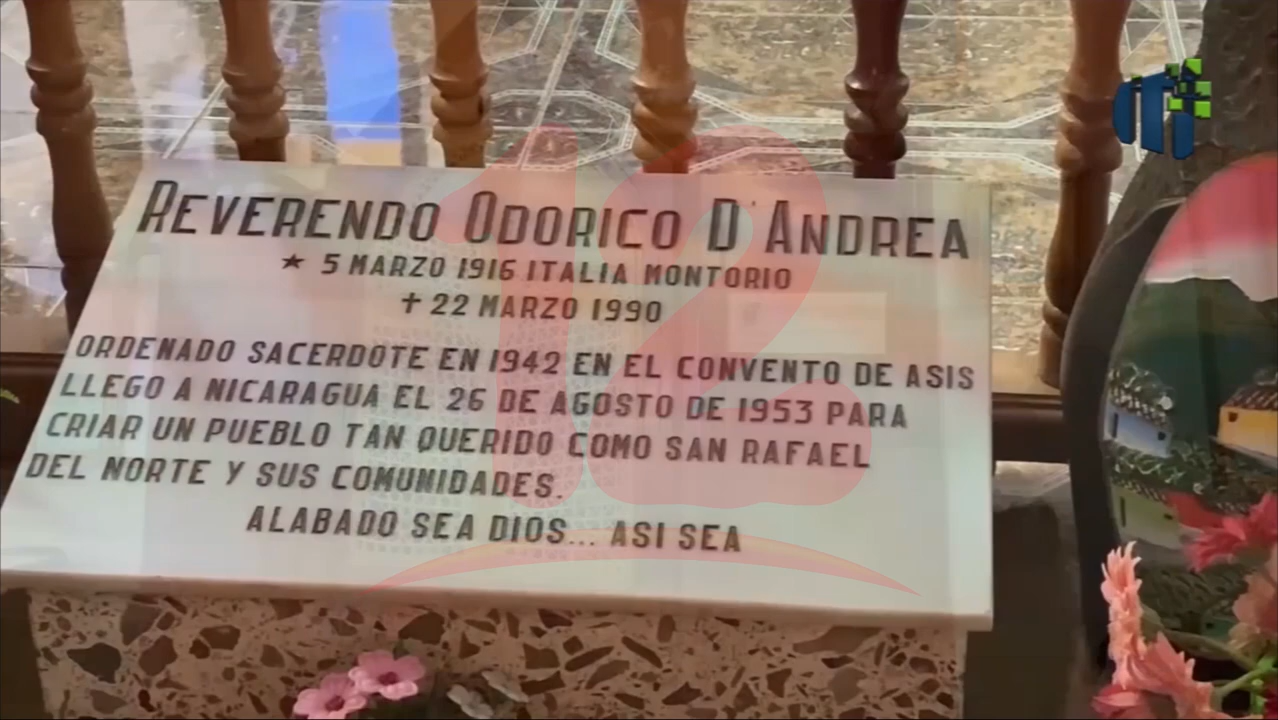 REVERENDO ODORICO D'ANDREA
★ 5 MARZO 1916 ITALIA MONTORIO
✝ 22 MARZO 1990
ORDENADO SACERDOTE EN 1942 EN EL CONVENTO DE ASIS
LLEGO A NICARAGUA EL 26 DE AGOSTO DE 1953 PARA
CRIAR UN PUEBLO TAN QUERIDO COMO SAN RAFAEL
DEL NORTE Y SUS COMUNIDADES.
ALABADO SEA DIOS... ASI SEA
12